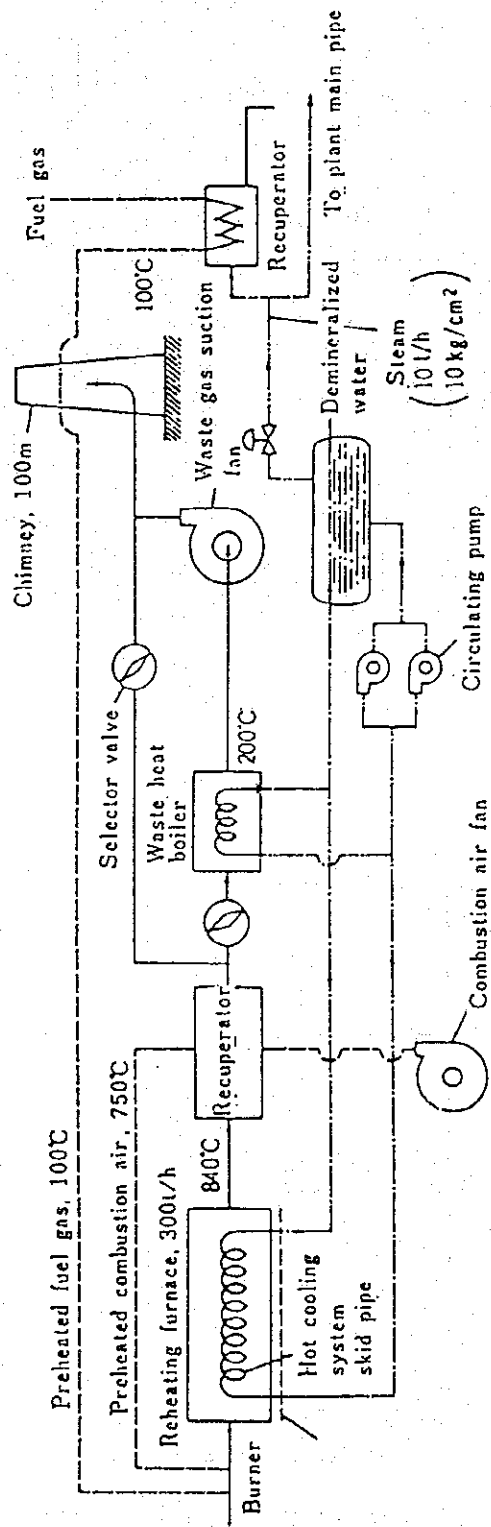 Preheated fuel gas, 100℃
Preheated combustion air, 750℃
Reheating furnace, 300t/h
Burner
Hot cooling
system
skid pipe
840℃
Recuperator
Combustion air fan
Selector valve
Waste heat
boiler
200℃
Waste gas suction
fan
Chimney, 100m
Circulating pump
Demineralized
water
Steam
(10 t/h
10 kg/cm²)
100℃
Fuel gas
Recuperator
To plant main pipe